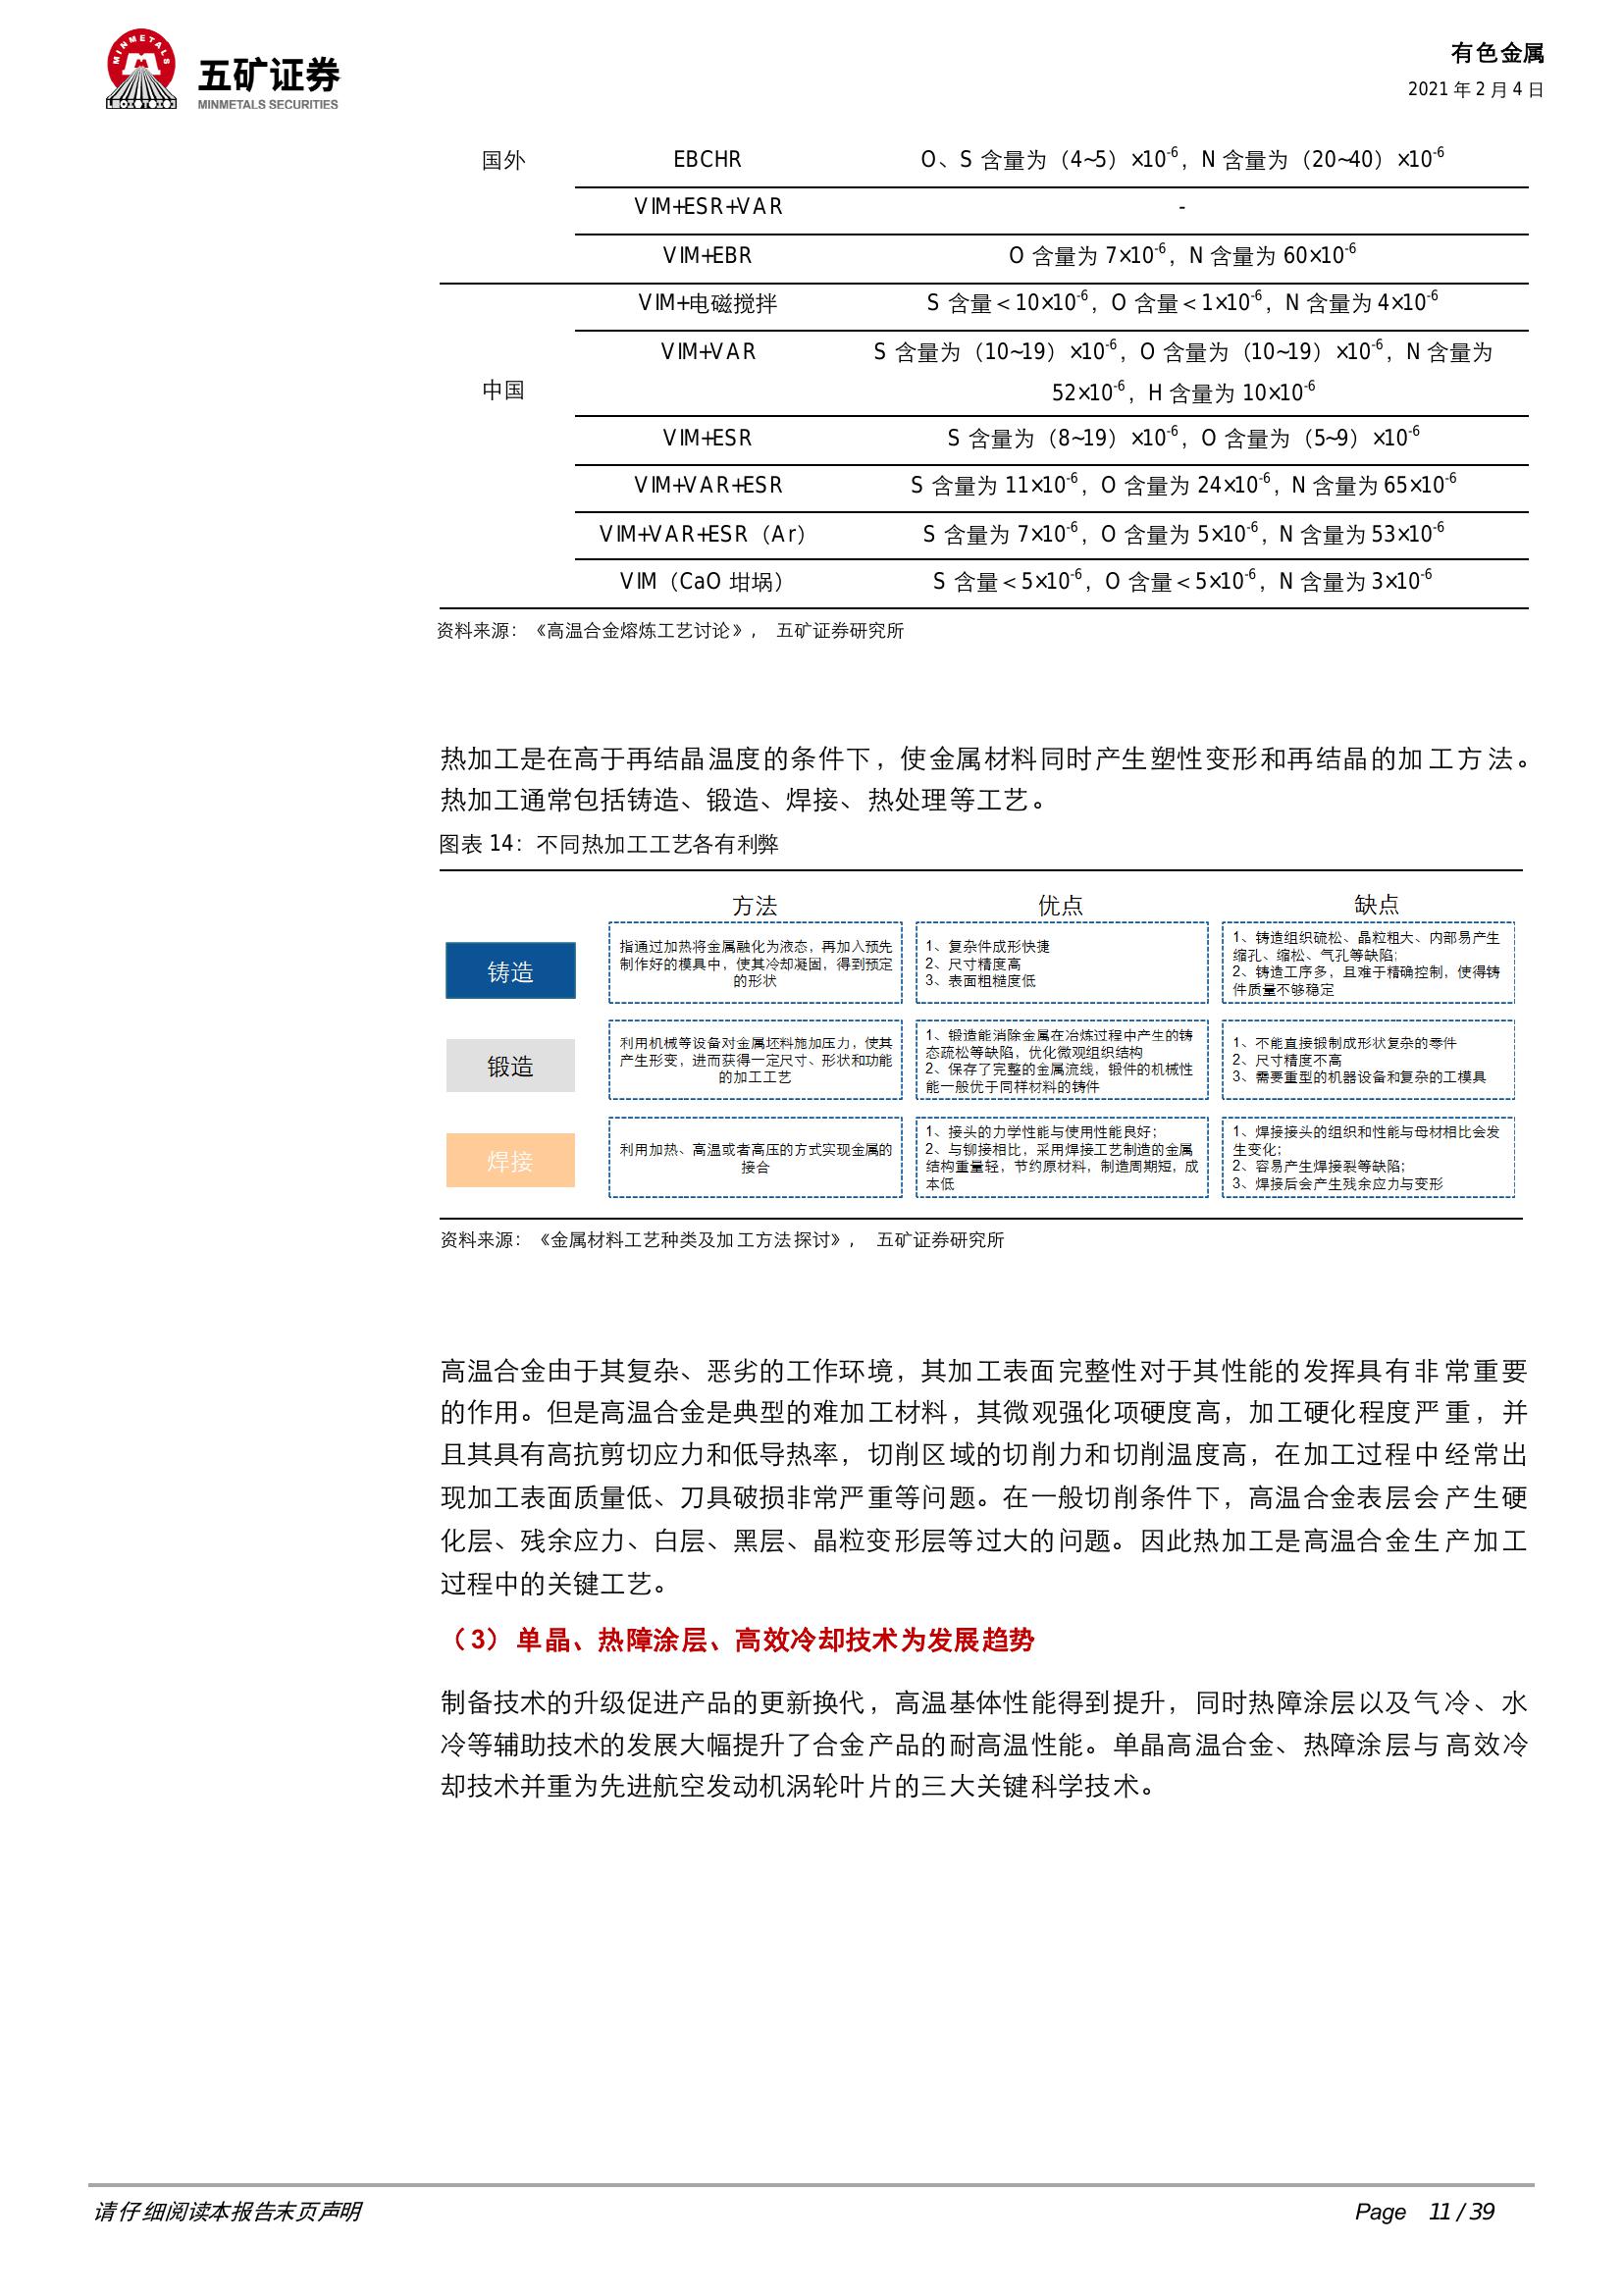 MINMETALS
五矿证券
MINMETALS SECURITIES
有色金属
2021 年 2 月 4 日
国外 EBCHR O、S 含量为（4~5）×10-6，N 含量为（20~40）×10-6
VIM+ESR+VAR -
VIM+EBR O 含量为 7×10-6，N 含量为 60×10-6
VIM+电磁搅拌 S 含量＜10×10-6，O 含量＜1×10-6，N 含量为 4×10-6
VIM+VAR S 含量为（10~19）×10-6，O 含量为（10~19）×10-6，N 含量为
中国
52×10-6，H 含量为 10×10-6
VIM+ESR S 含量为（8~19）×10-6，O 含量为（5~9）×10-6
VIM+VAR+ESR S 含量为 11×10-6，O 含量为 24×10-6，N 含量为 65×10-6
VIM+VAR+ESR（Ar） S 含量为 7×10-6，O 含量为 5×10-6，N 含量为 53×10-6
VIM（CaO 坩埚） S 含量＜5×10-6，O 含量＜5×10-6，N 含量为 3×10-6
资料来源：《高温合金熔炼工艺讨论》， 五矿证券研究所
热加工是在高于再结晶温度的条件下，使金属材料同时产生塑性变形和再结晶的加工方法。
热加工通常包括铸造、锻造、焊接、热处理等工艺。
图表 14：不同热加工工艺各有利弊
方法 优点 缺点
铸造
指通过加热将金属融化为液态，再加入预先
制作好的模具中，使其冷却凝固，得到预定
的形状
1、复杂件成形快捷
2、尺寸精度高
3、表面粗糙度低
1、铸造组织硫松、晶粒粗大、内部易产生
缩孔、缩松、气孔等缺陷；
2、铸造工序多，且难于精确控制，使得铸
件质量不够稳定
锻造
利用机械等设备对金属坯料施加压力，使其
产生形变，进而获得一定尺寸、形状和功能
的加工工艺
1、锻造能消除金属在冶炼过程中产生的铸
态疏松等缺陷，优化微观组织结构
2、保存了完整的金属流线，锻件的机械性
能一般优于同样材料的铸件
1、不能直接锻制成形状复杂的零件
2、尺寸精度不高
3、需要重型的机器设备和复杂的工模具
焊接
利用加热、高温或者高压的方式实现金属的
接合
1、接头的力学性能与使用性能良好；
2、与铆接相比，采用焊接工艺制造的金属
结构重量轻，节约原材料，制造周期短，成
本低
1、焊接接头的组织和性能与母材相比会发
生变化；
2、容易产生焊接裂等缺陷；
3、焊接后会产生残余应力与变形
资料来源：《金属材料工艺种类及加工方法探讨》， 五矿证券研究所
高温合金由于其复杂、恶劣的工作环境，其加工表面完整性对于其性能的发挥具有非常重要
的作用。但是高温合金是典型的难加工材料，其微观强化项硬度高，加工硬化程度严重，并
且其具有高抗剪切应力和低导热率，切削区域的切削力和切削温度高，在加工过程中经常出
现加工表面质量低、刀具破损非常严重等问题。在一般切削条件下，高温合金表层会产生硬
化层、残余应力、白层、黑层、晶粒变形层等过大的问题。因此热加工是高温合金生产加工
过程中的关键工艺。
（3）单晶、热障涂层、高效冷却技术为发展趋势
制备技术的升级促进产品的更新换代，高温基体性能得到提升，同时热障涂层以及气冷、水
冷等辅助技术的发展大幅提升了合金产品的耐高温性能。单晶高温合金、热障涂层与高效冷
却技术并重为先进航空发动机涡轮叶片的三大关键科学技术。
请仔细阅读本报告末页声明
Page 11 / 39